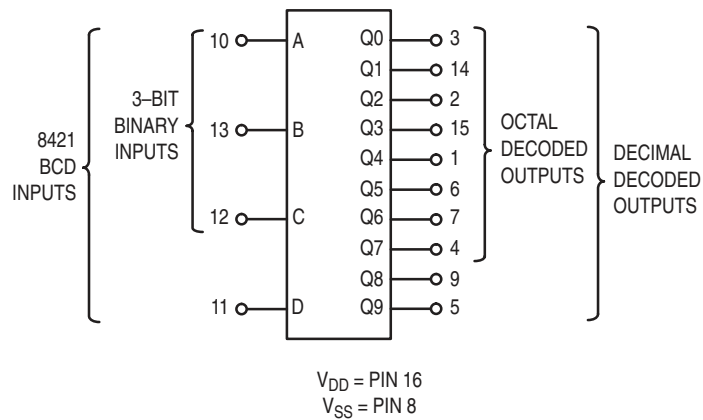 8421
BCD
INPUTS
3–BIT
BINARY
INPUTS
10
13
12
11
A
B
C
D
Q0
Q1
Q2
Q3
Q4
Q5
Q6
Q7
Q8
Q9
3
14
2
15
1
6
7
4
9
5
OCTAL
DECODED
OUTPUTS
DECIMAL
DECODED
OUTPUTS
VDD = PIN 16
VSS = PIN 8